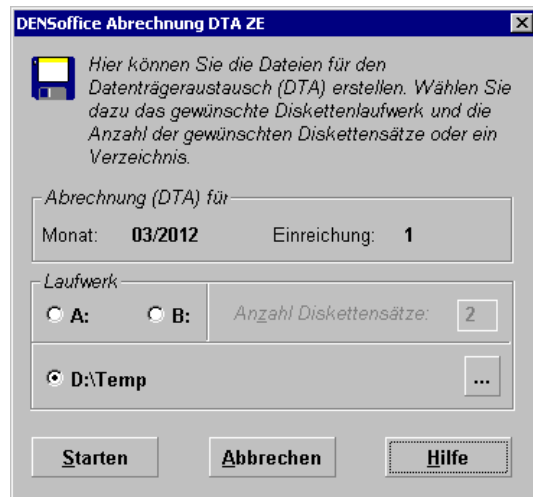 DENSoffice Abrechnung DTA ZE
Hier können Sie die Dateien für den
Datenträgeraustausch (DTA) erstellen. Wählen Sie
dazu das gewünschte Diskettenlaufwerk und die
Anzahl der gewünschten Diskettensätze oder ein
Verzeichnis.
Abrechnung (DTA) für
Monat: 03/2012 Einreichung: 1
Laufwerk
A: B: Anzahl Diskettensätze: 2
D:\Temp ...
Starten Abbrechen Hilfe